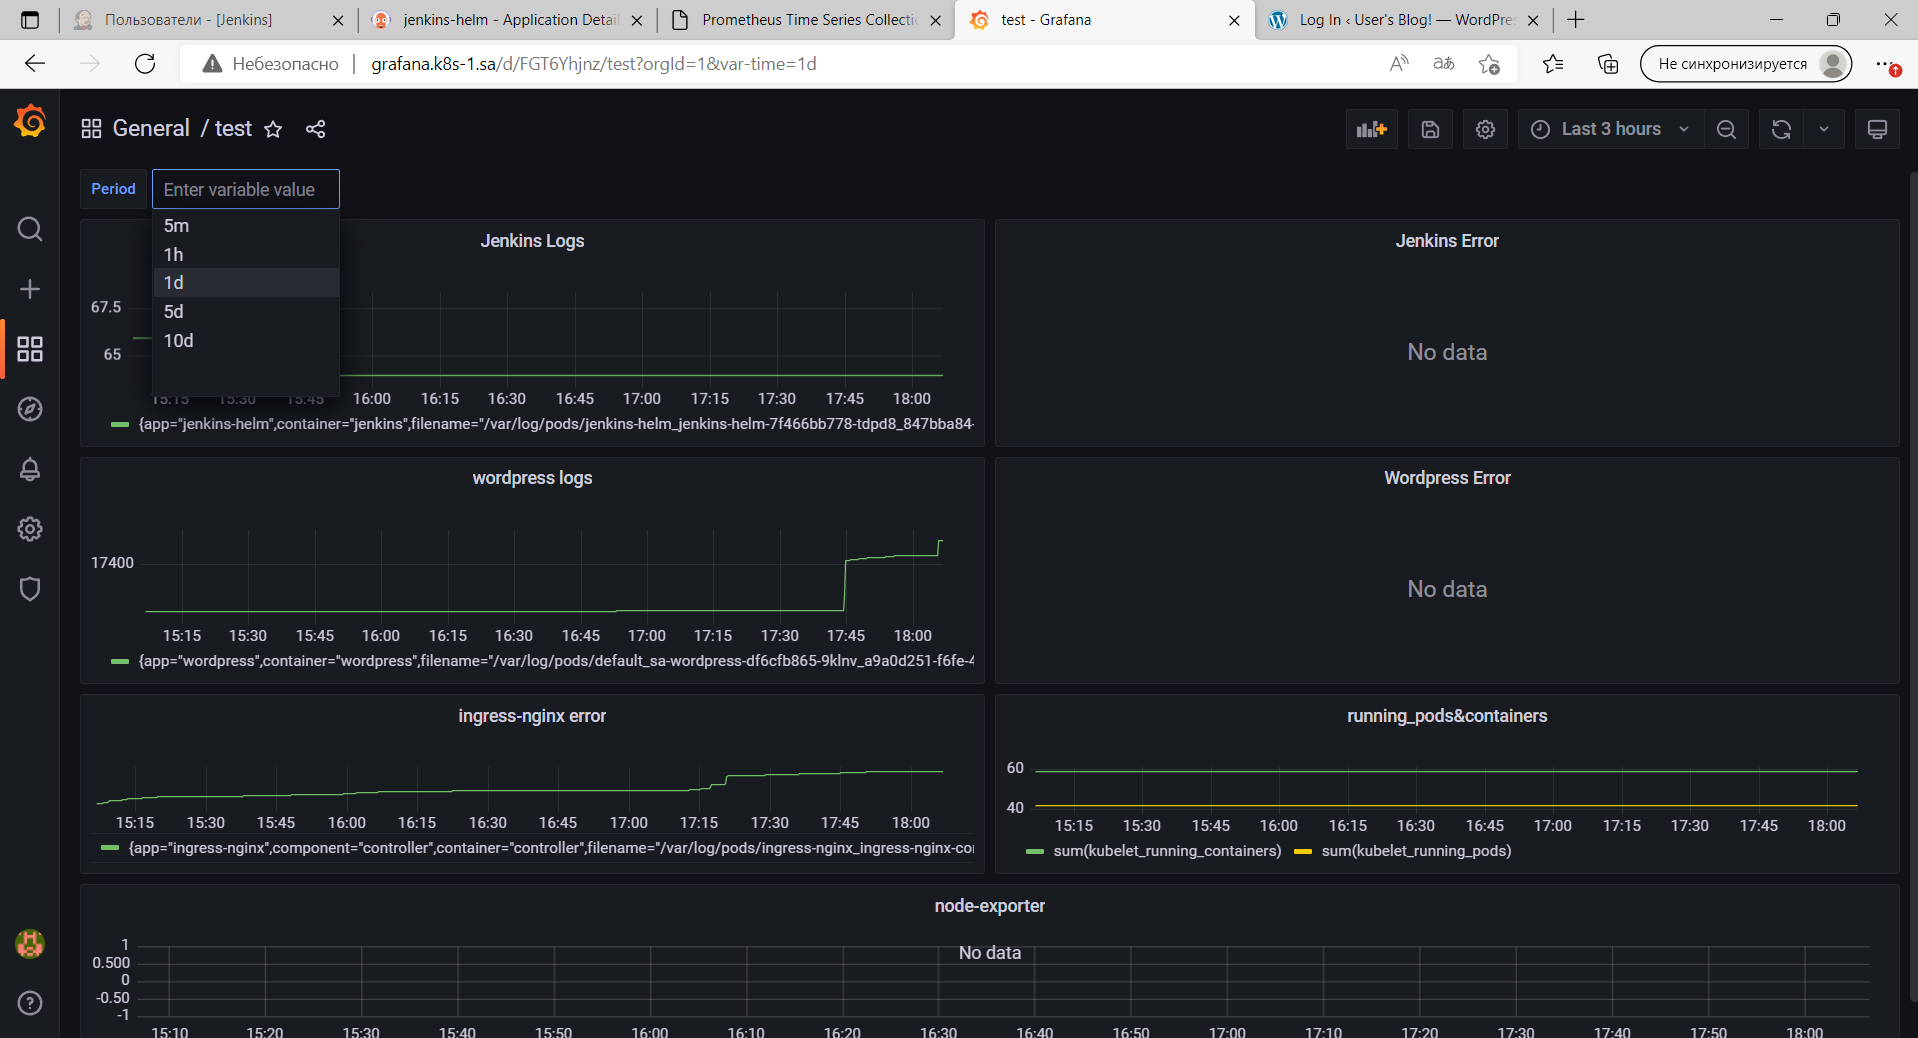 Пользователи - [Jenkins]
jenkins-helm - Application Detail
Prometheus Time Series Collectio
test - Grafana
Log In ‹ User's Blog! — WordPres
Небезопасно
grafana.k8s-1.sa/d/FGT6Yhjnz/test?orgId=1&var-time=1d
Не синхронизируется
General / test
Last 3 hours
Period
Enter variable value
5m
1h
1d
5d
10d
Jenkins Logs
67.5
65
15:15 15:30 15:45 16:00 16:15 16:30 16:45 17:00 17:15 17:30 17:45 18:00
{app="jenkins-helm",container="jenkins",filename="/var/log/pods/jenkins-helm_jenkins-helm-7f466bb778-tdpd8_847bba84-
Jenkins Error
No data
wordpress logs
17400
15:15 15:30 15:45 16:00 16:15 16:30 16:45 17:00 17:15 17:30 17:45 18:00
{app="wordpress",container="wordpress",filename="/var/log/pods/default_sa-wordpress-df6cfb865-9klnv_a9a0d251-f6fe-4
Wordpress Error
No data
ingress-nginx error
15:15 15:30 15:45 16:00 16:15 16:30 16:45 17:00 17:15 17:30 17:45 18:00
{app="ingress-nginx",component="controller",container="controller",filename="/var/log/pods/ingress-nginx_ingress-nginx-co
running_pods&containers
60
40
15:15 15:30 15:45 16:00 16:15 16:30 16:45 17:00 17:15 17:30 17:45 18:00
sum(kubelet_running_containers) sum(kubelet_running_pods)
node-exporter
No data
1
0.500
0
-0.50
-1
15:10 15:20 15:30 15:40 15:50 16:00 16:10 16:20 16:30 16:40 16:50 17:00 17:10 17:20 17:30 17:40 17:50 18:00